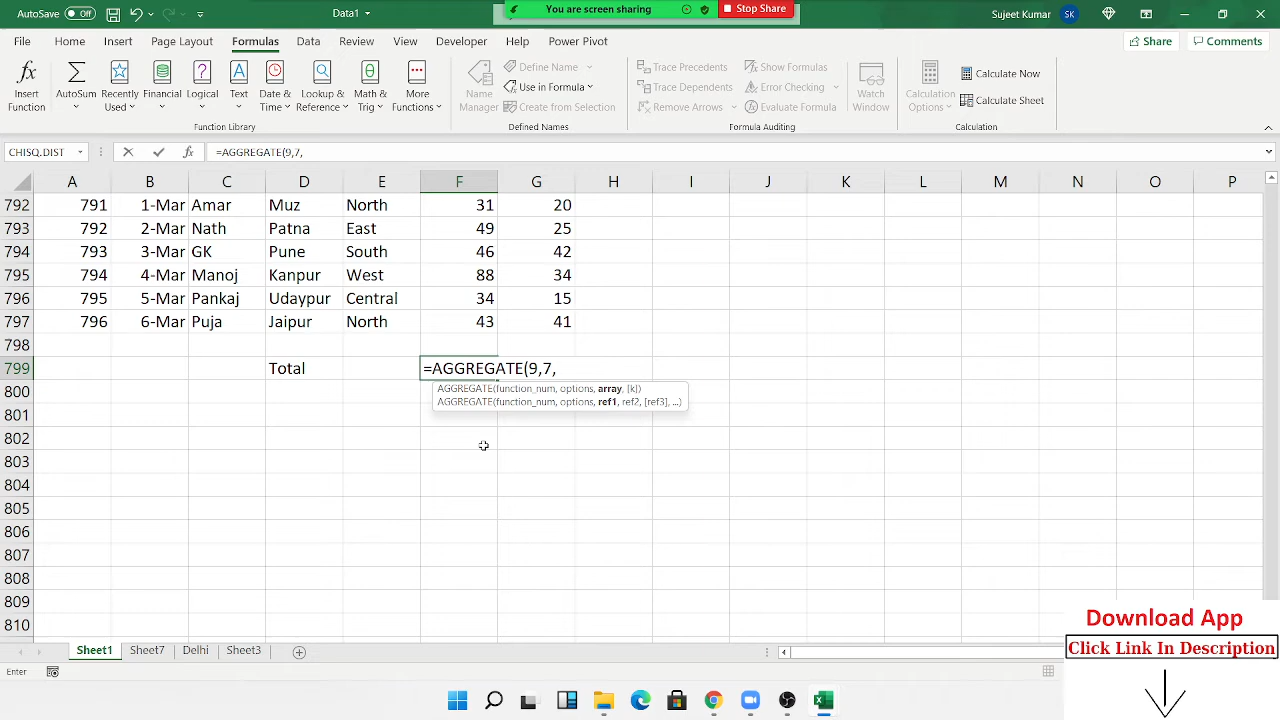 Data1
You are screen sharing
Stop Share
Sujeet Kumar
SK
File Home Insert Page Layout Formulas Data Review View Developer Help Power Pivot
Share
Comments
Insert Function
AutoSum
Recently Used
Financial
Logical
Text
Date & Time
Lookup & Reference
Math & Trig
More Functions
Function Library
Name Manager
Define Name
Use in Formula
Create from Selection
Defined Names
Trace Precedents
Trace Dependents
Remove Arrows
Show Formulas
Error Checking
Evaluate Formula
Formula Auditing
Watch Window
Calculation Options
Calculate Now
Calculate Sheet
Calculation
CHISQ.DIST
=AGGREGATE(9,7,
A B C D E F G H I J K L M N O P
792 791 1-Mar Amar Muz North 31 20
793 792 2-Mar Nath Patna East 49 25
794 793 3-Mar GK Pune South 46 42
795 794 4-Mar Manoj Kanpur West 88 34
796 795 5-Mar Pankaj Udaypur Central 34 15
797 796 6-Mar Puja Jaipur North 43 41
798
799 Total =AGGREGATE(9,7,
AGGREGATE(function_num, options, array, [k])
AGGREGATE(function_num, options, ref1, ref2, [ref3], ...)
800
801
802
803
804
805
806
807
808
809
810
Download App
Click Link In Description
Sheet1 Sheet7 Delhi Sheet3
Enter